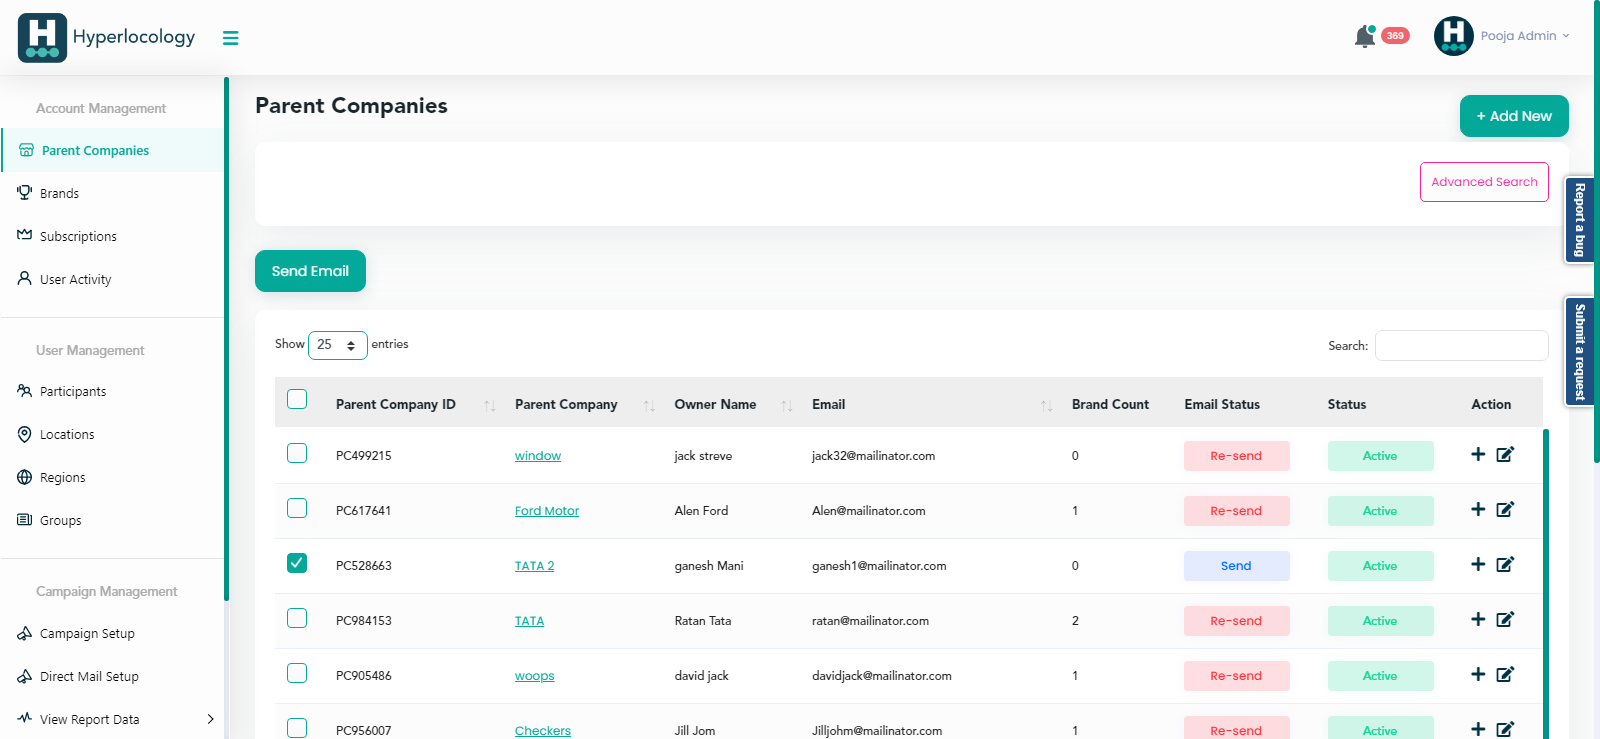 Hyperlocology
369
Pooja Admin
Account Management
Parent Companies
Brands
Subscriptions
User Activity
User Management
Participants
Locations
Regions
Groups
Campaign Management
Campaign Setup
Direct Mail Setup
View Report Data
Parent Companies
+ Add New
Advanced Search
Report a bug
Submit a request
Send Email
Show 25 entries
Search:
Parent Company ID Parent Company Owner Name Email Brand Count Email Status Status Action
PC499215 window jack streve jack32@mailinator.com 0 Re-send Active
PC617641 Ford Motor Alen Ford Alen@mailinator.com 1 Re-send Active
PC528663 TATA 2 ganesh Mani ganesh1@mailinator.com 0 Send Active
PC984153 TATA Ratan Tata ratan@mailinator.com 2 Re-send Active
PC905486 woops david jack davidjack@mailinator.com 1 Re-send Active
PC956007 Checkers Jill Jom Jilljohm@mailinator.com 1 Re-send Active